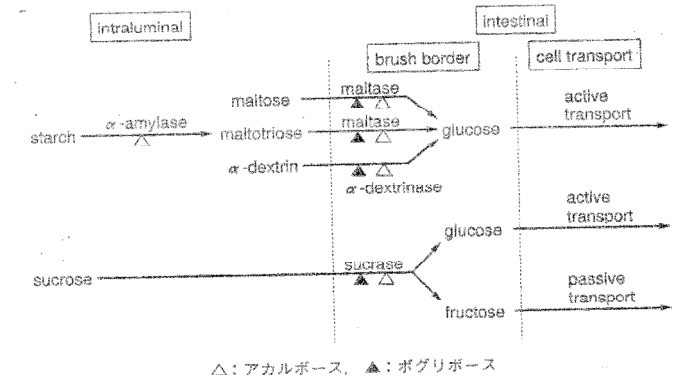 intraluminal
intestinal
brush border
cell transport
maltose
maltase
active
transport
starch
α-amylase
maltotriose
maltase
glucose
α-dextrin
α-dextrinase
active
transport
glucose
sucrose
sucrase
passive
transport
fructose
△:アカルボース, ▲:ボグリボース